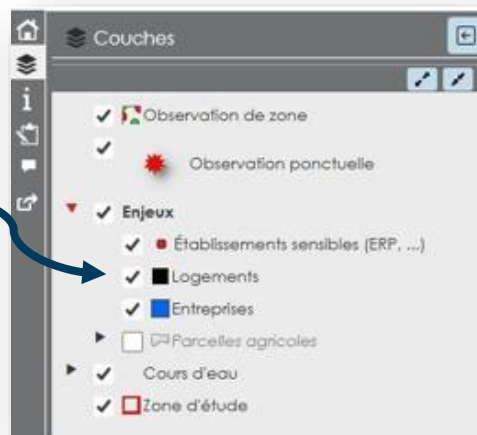 Couches
Observation de zone
Observation ponctuelle
Enjeux
Établissements sensibles (ERP, ...)
Logements
Entreprises
Parcelles agricoles
Cours d'eau
Zone d'étude